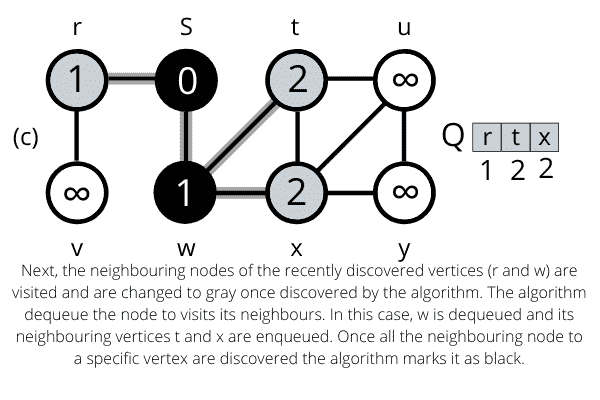 r S t u
1 0 2 ∞
(c) Q r t x
1 2 2
∞ 1 2 ∞
v w x y
Next, the neighbouring nodes of the recently discovered vertices (r and w) are
visited and are changed to gray once discovered by the algorithm. The algorithm
dequeue the node to visits its neighbours. In this case, w is dequeued and its
neighbouring vertices t and x are enqueued. Once all the neighbouring node to
a specific vertex are discovered the algorithm marks it as black.